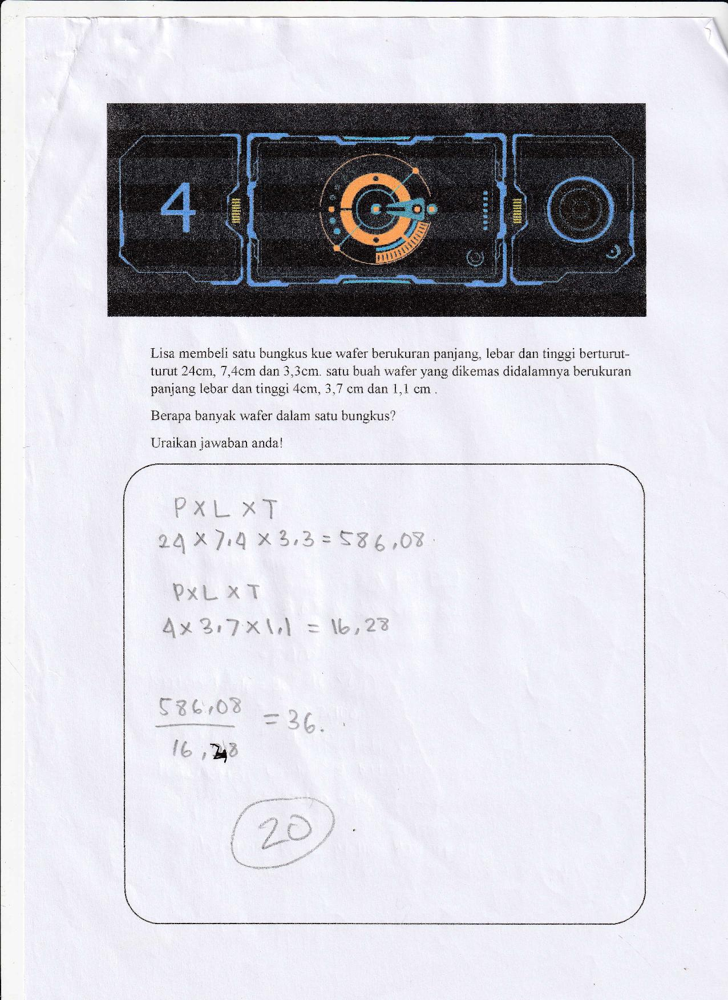 4
Lisa membeli satu bungkus kue wafer berukuran panjang, lebar dan tinggi berturut-
turut 24cm, 7,4cm dan 3,3cm. satu buah wafer yang dikemas didalamnya berukuran
panjang lebar dan tinggi 4cm, 3,7 cm dan 1,1 cm .
Berapa banyak wafer dalam satu bungkus?
Uraikan jawaban anda!
P X L X T
24 X 7,4 X 3,3 = 586,08
P X L X T
4 X 3,7 X 1,1 = 16,28
586,08
= 36.
16,28
20